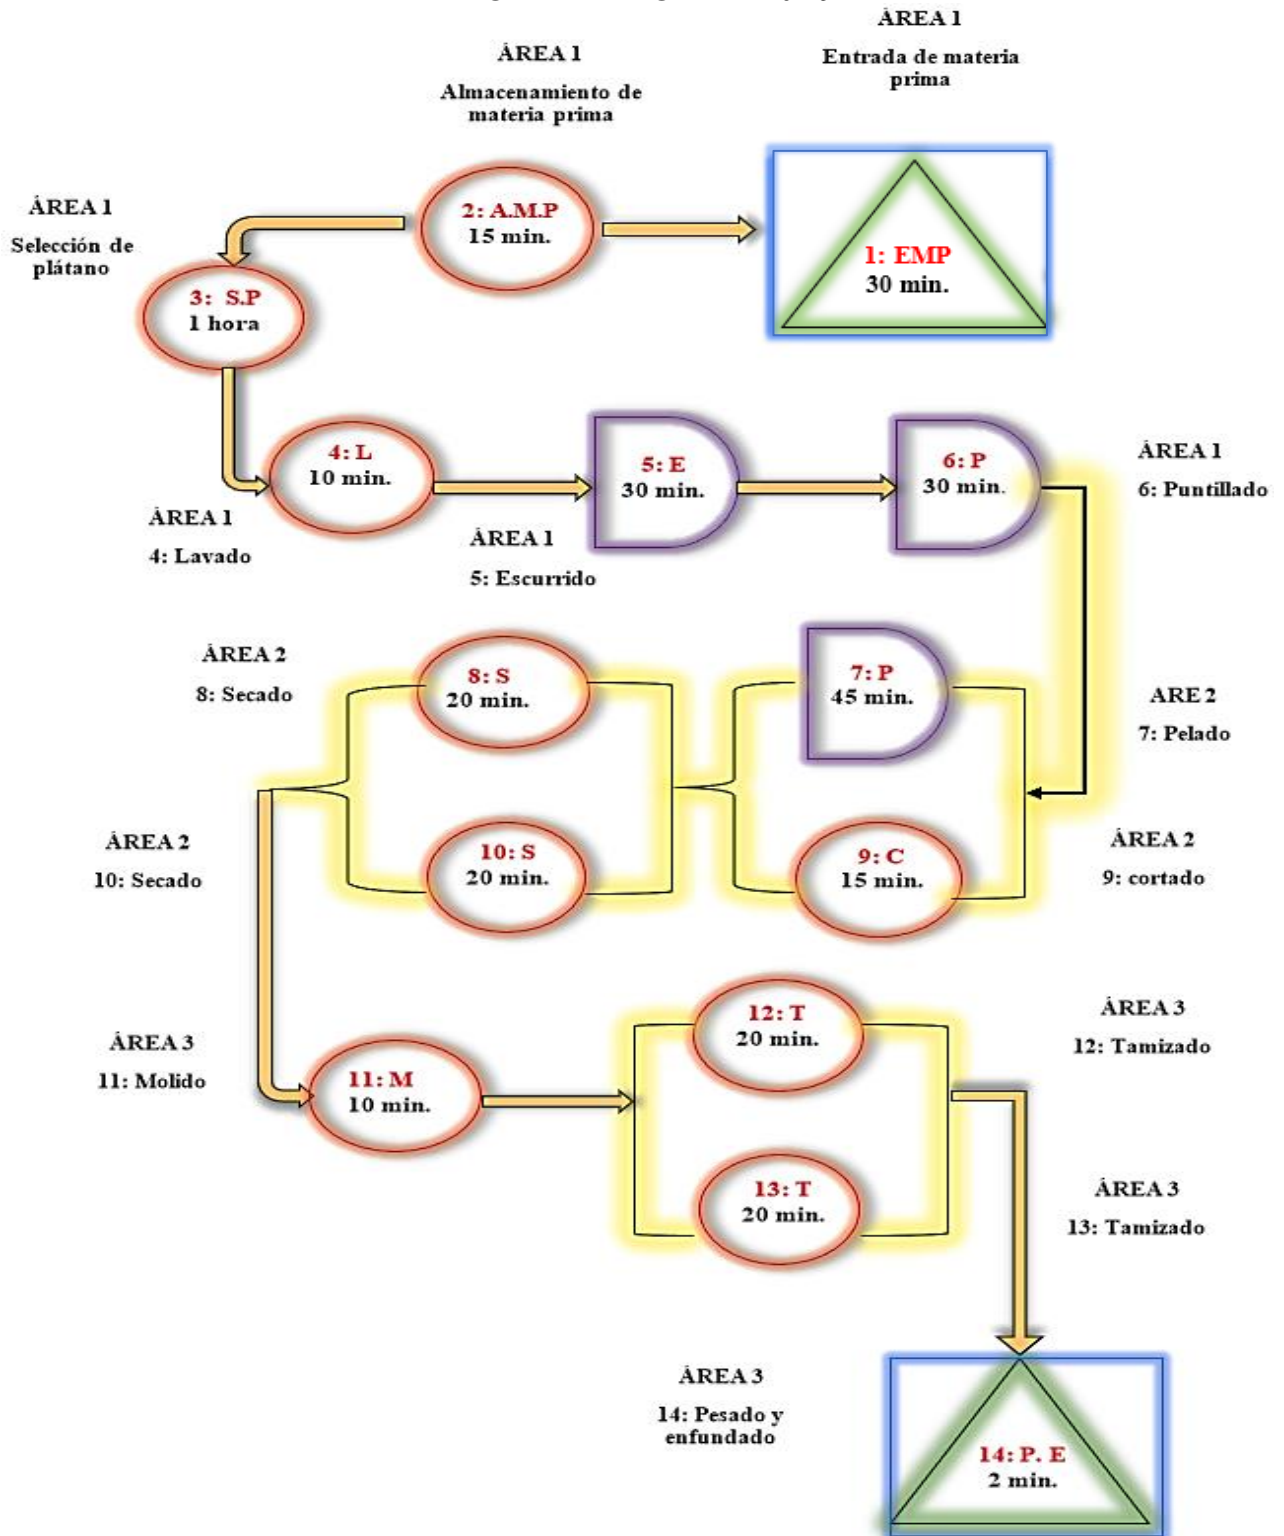 ÁREA 1
Entrada de materia
prima
ÁREA 1
Almacenamiento de
materia prima
1: EMP
30 min.
2: A.M.P
15 min.
ÁREA 1
Selección de
plátano
3: S.P
1 hora
4: L
10 min.
ÁREA 1
4: Lavado
5: E
30 min.
ÁREA 1
5: Escurrido
6: P
30 min.
ÁREA 1
6: Puntillado
ÁREA 2
8: Secado
8: S
20 min.
7: P
45 min.
ARE 2
7: Pelado
ÁREA 2
10: Secado
10: S
20 min.
9: C
15 min.
ÁREA 2
9: cortado
ÁREA 3
11: Molido
11: M
10 min.
12: T
20 min.
ÁREA 3
12: Tamizado
13: T
20 min.
ÁREA 3
13: Tamizado
ÁREA 3
14: Pesado y
enfundado
14: P. E
2 min.